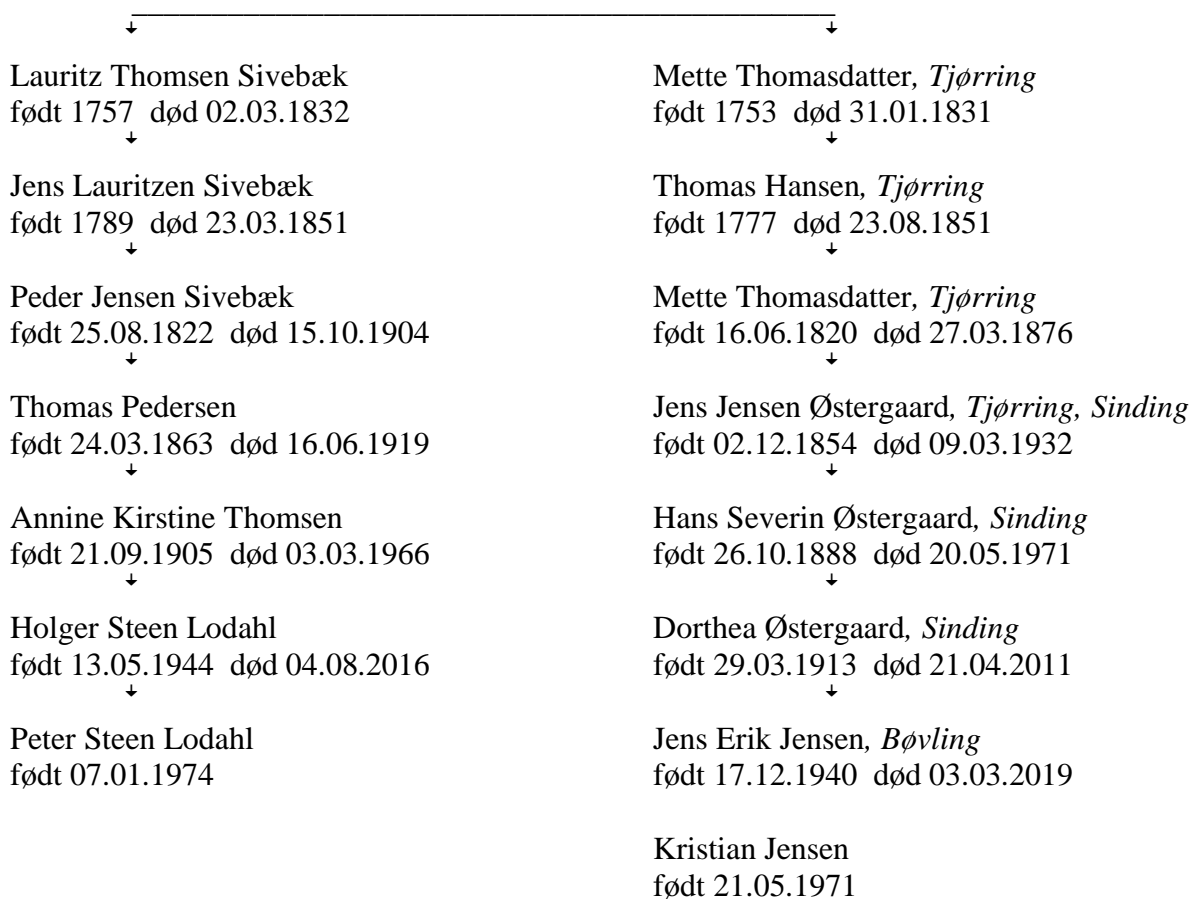 Lauritz Thomsen Sivebæk
født 1757 død 02.03.1832
Jens Lauritzen Sivebæk
født 1789 død 23.03.1851
Peder Jensen Sivebæk
født 25.08.1822 død 15.10.1904
Thomas Pedersen
født 24.03.1863 død 16.06.1919
Annine Kirstine Thomsen
født 21.09.1905 død 03.03.1966
Holger Steen Lodahl
født 13.05.1944 død 04.08.2016
Peter Steen Lodahl
født 07.01.1974
Mette Thomasdatter, Tjørring
født 1753 død 31.01.1831
Thomas Hansen, Tjørring
født 1777 død 23.08.1851
Mette Thomasdatter, Tjørring
født 16.06.1820 død 27.03.1876
Jens Jensen Østergaard, Tjørring, Sinding
født 02.12.1854 død 09.03.1932
Hans Severin Østergaard, Sinding
født 26.10.1888 død 20.05.1971
Dorthea Østergaard, Sinding
født 29.03.1913 død 21.04.2011
Jens Erik Jensen, Bøvling
født 17.12.1940 død 03.03.2019
Kristian Jensen
født 21.05.1971